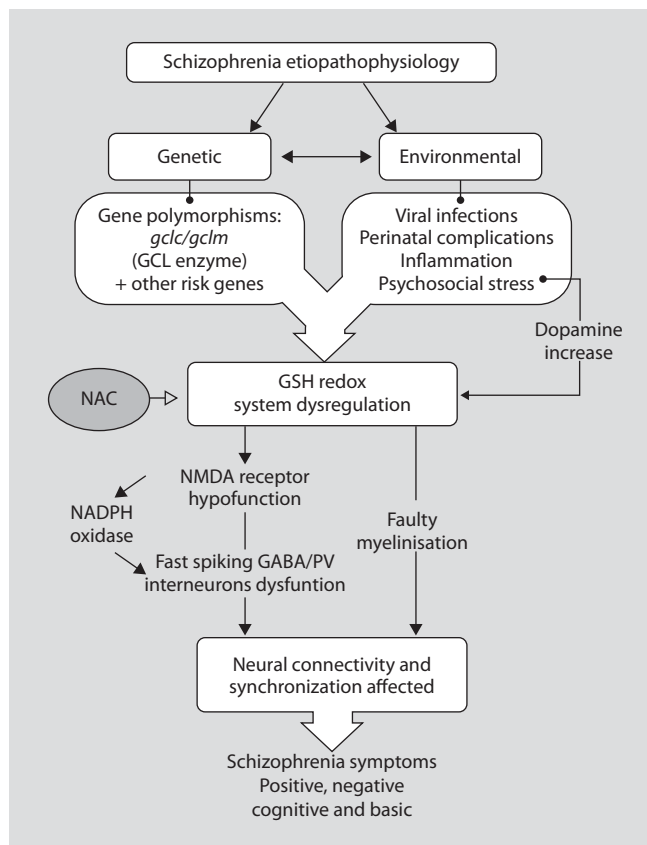 Schizophrenia etiopathophysiology
Genetic
Environmental
Gene polymorphisms:
gclc/gclm
(GCL enzyme)
+ other risk genes
Viral infections
Perinatal complications
Inflammation
Psychosocial stress
Dopamine
increase
NAC
GSH redox
system dysregulation
NMDA receptor
hypofunction
NADPH
oxidase
Faulty
myelinisation
Fast spiking GABA/PV
interneurons dysfuntion
Neural connectivity and
synchronization affected
Schizophrenia symptoms
Positive, negative
cognitive and basic